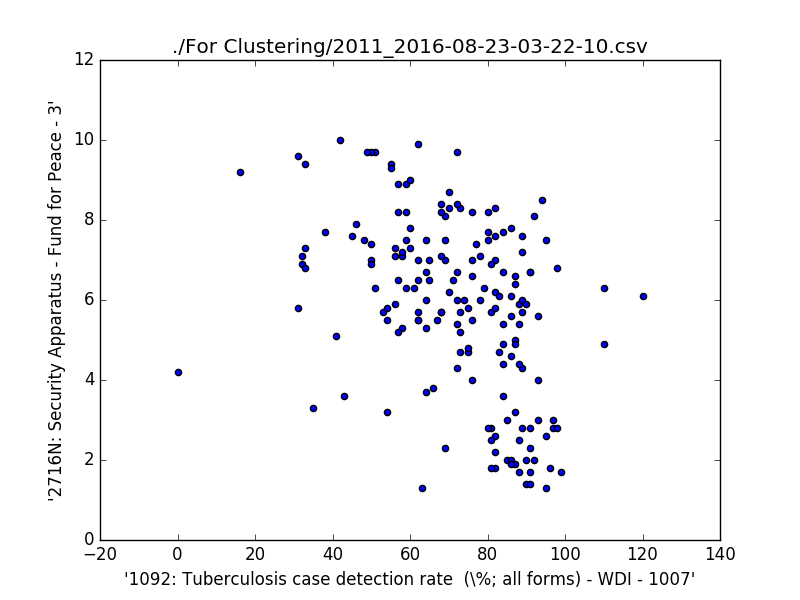 ./For Clustering/2011_2016-08-23-03-22-10.csv
12
10
8
6
4
2
0
'2716N: Security Apparatus - Fund for Peace - 3'
−20 0 20 40 60 80 100 120 140
'1092: Tuberculosis case detection rate  (\%; all forms) - WDI - 1007'